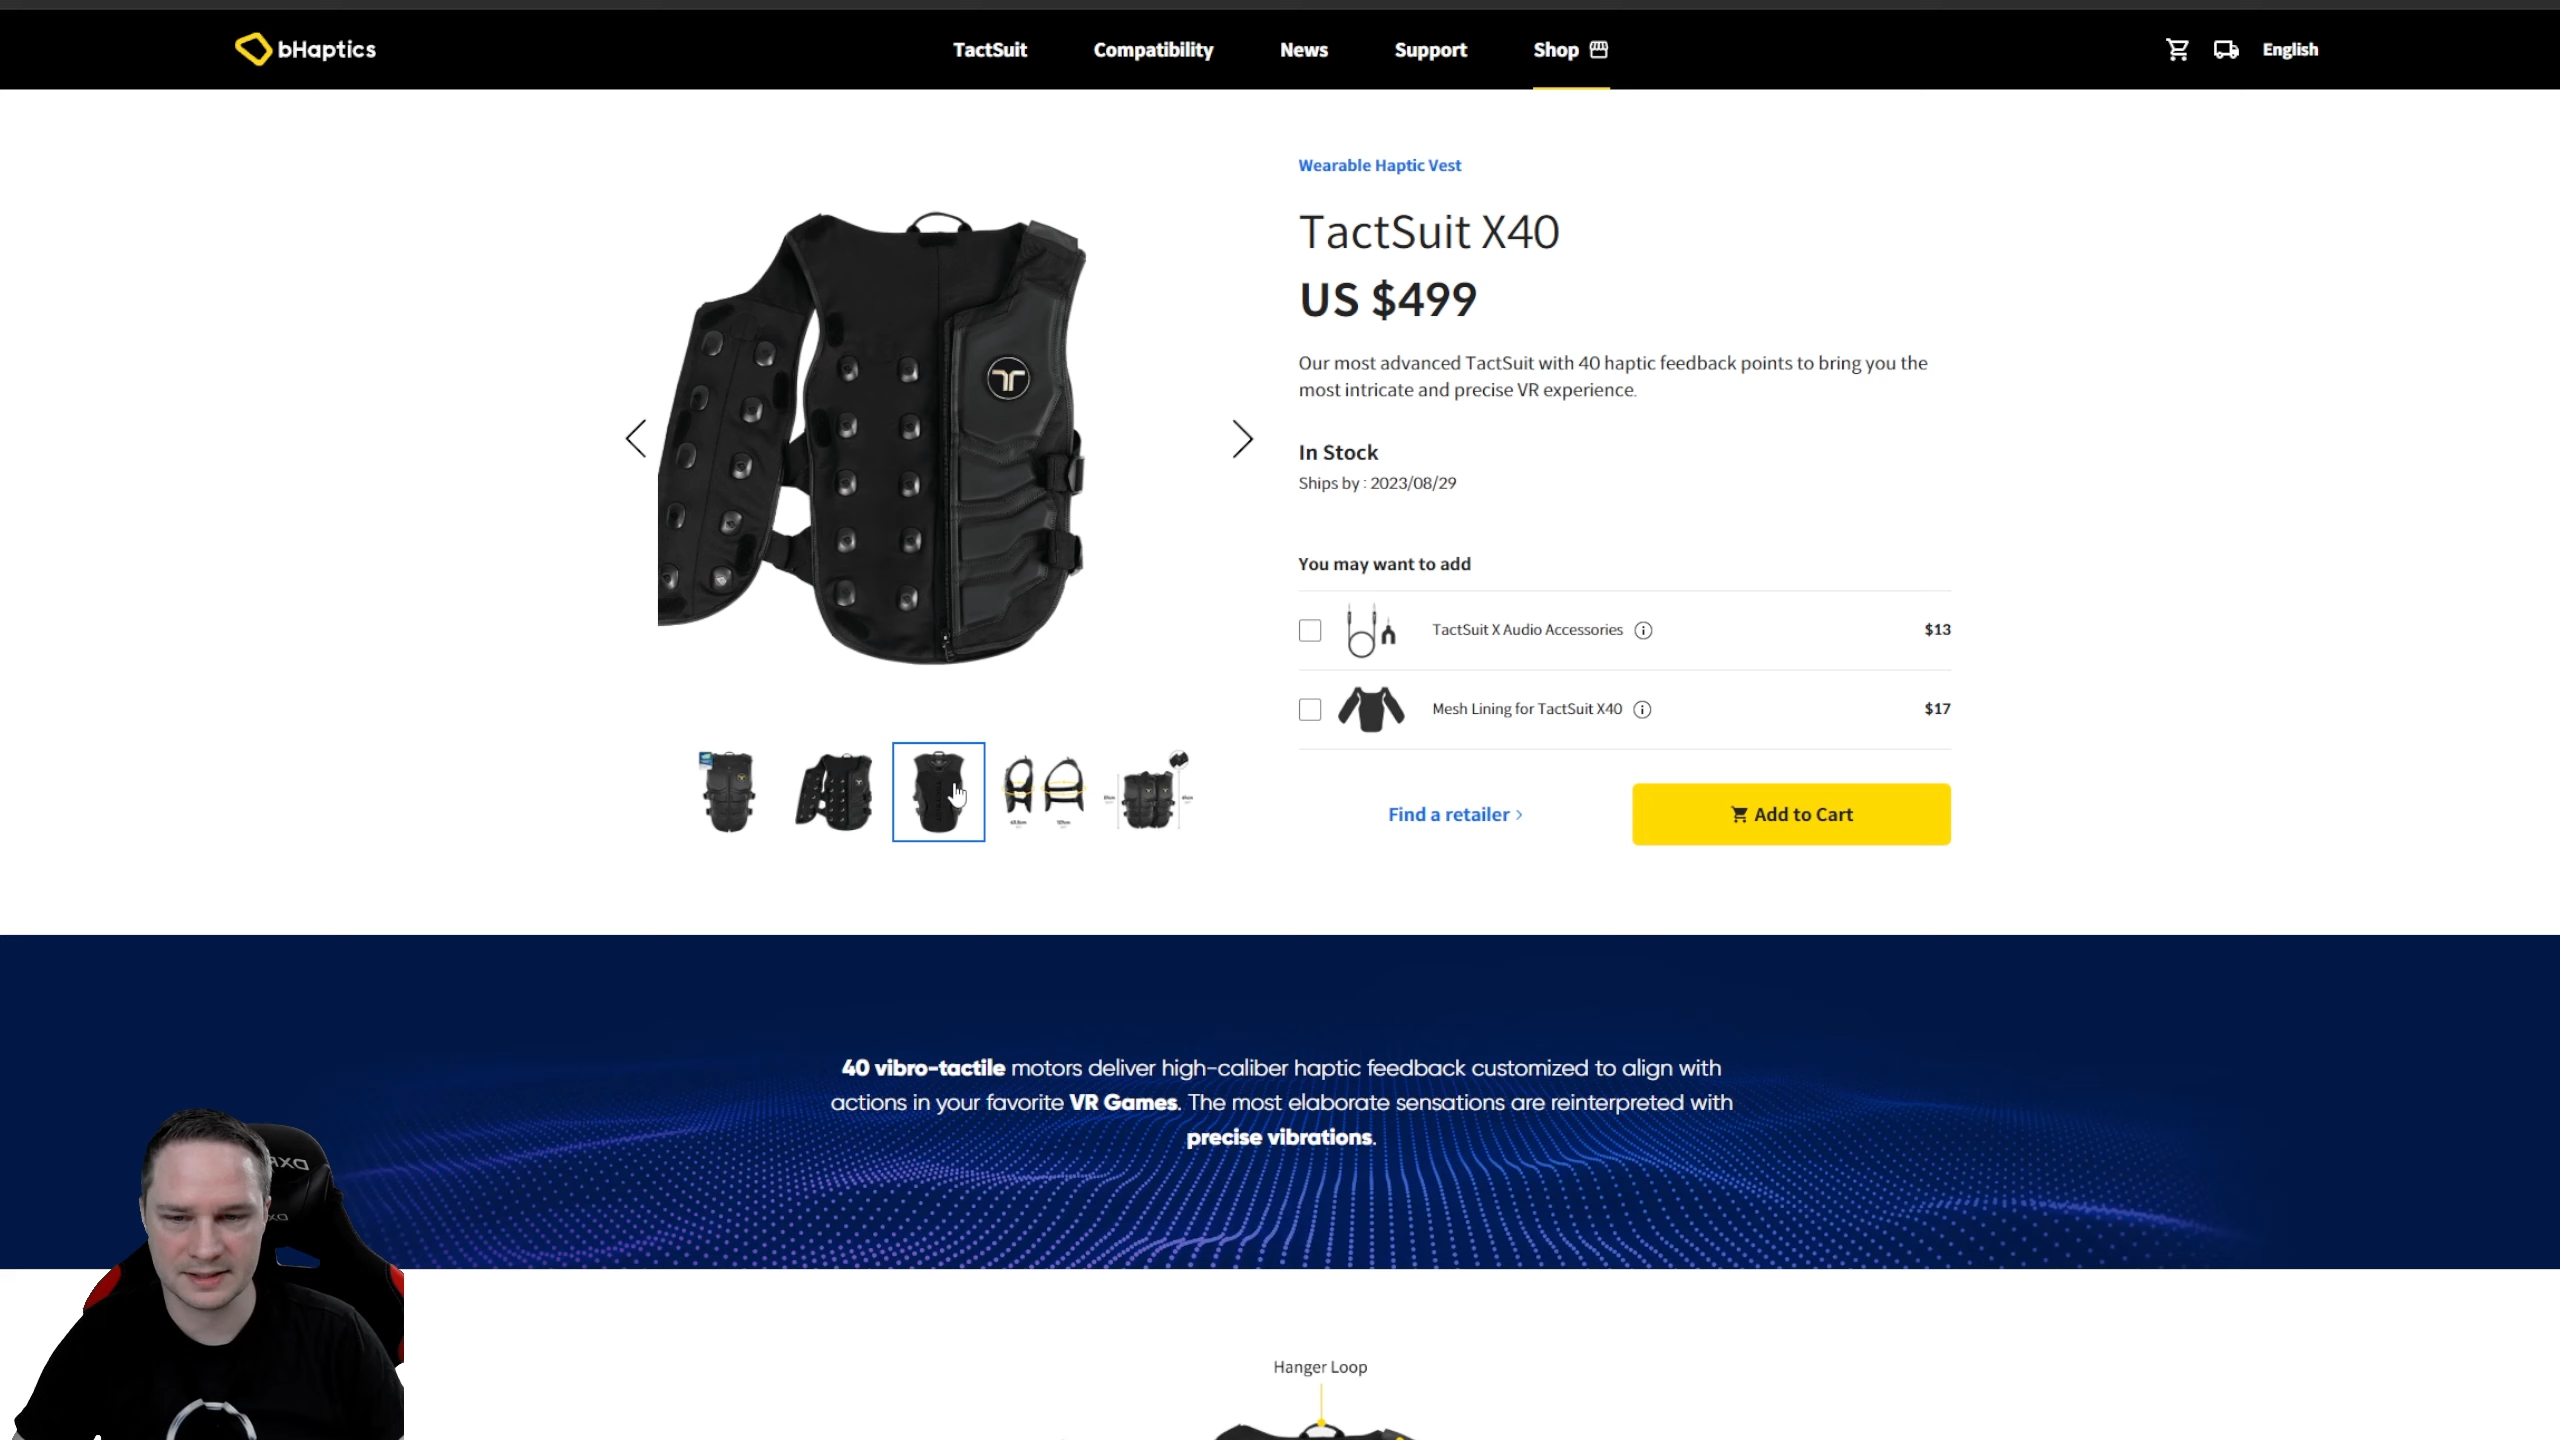 bHaptics
TactSuit
Compatibility
News
Support
Shop
English
Wearable Haptic Vest
TactSuit X40
US $499
Our most advanced TactSuit with 40 haptic feedback points to bring you the
most intricate and precise VR experience.
In Stock
Ships by : 2023/08/29
You may want to add
TactSuit X Audio Accessories
$13
Mesh Lining for TactSuit X40
$17
Find a retailer
Add to Cart
40 vibro-tactile motors deliver high-caliber haptic feedback customized to align with
actions in your favorite VR Games. The most elaborate sensations are reinterpreted with
precise vibrations.
Hanger Loop